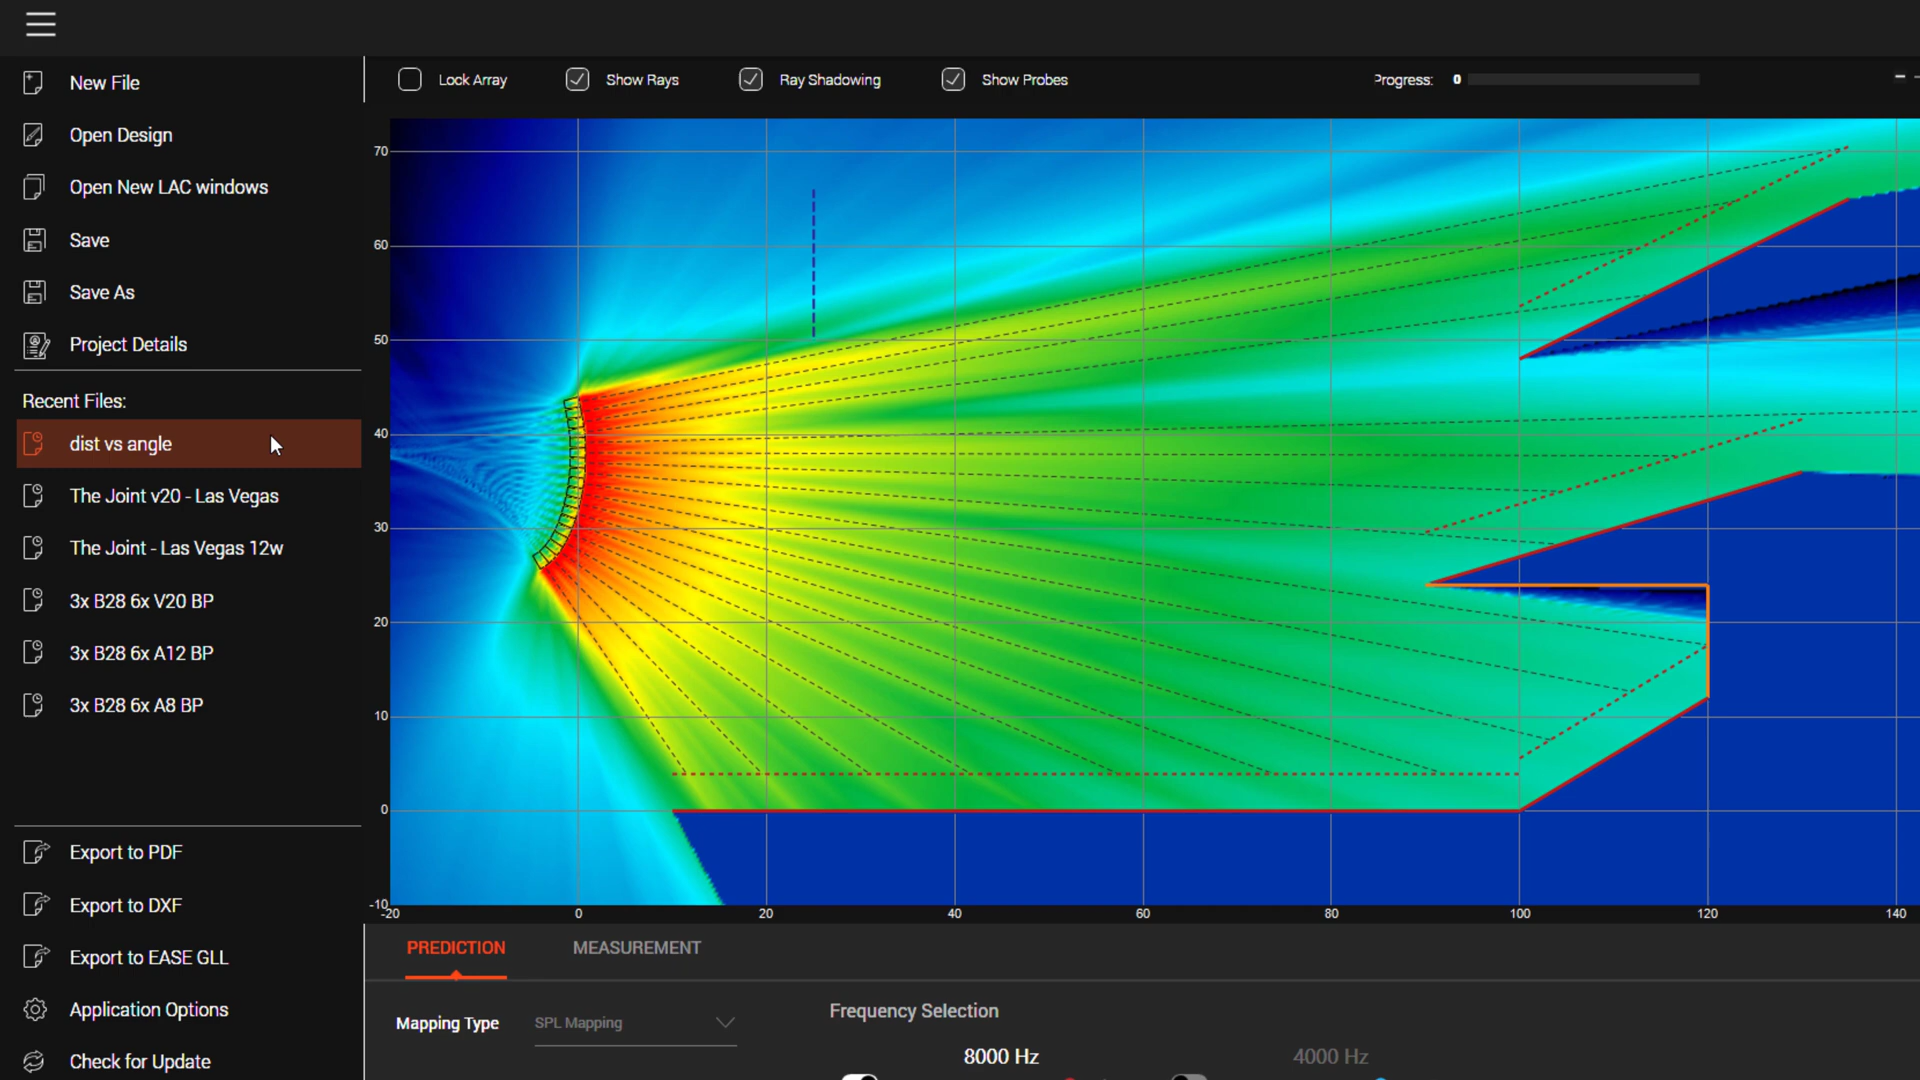 New File
Open Design
Open New LAC windows
Save
Save As
Project Details
Recent Files:
dist vs angle
The Joint v20 - Las Vegas
The Joint - Las Vegas 12w
3x B28 6x V20 BP
3x B28 6x A12 BP
3x B28 6x A8 BP
Export to PDF
Export to DXF
Export to EASE GLL
Application Options
Check for Update
Lock Array Show Rays Ray Shadowing Show Probes Progress: 0
70
60
50
40
30
20
10
0
-10
-20 0 20 40 60 80 100 120 140
PREDICTION MEASUREMENT
Mapping Type SPL Mapping
Frequency Selection
8000 Hz 4000 Hz